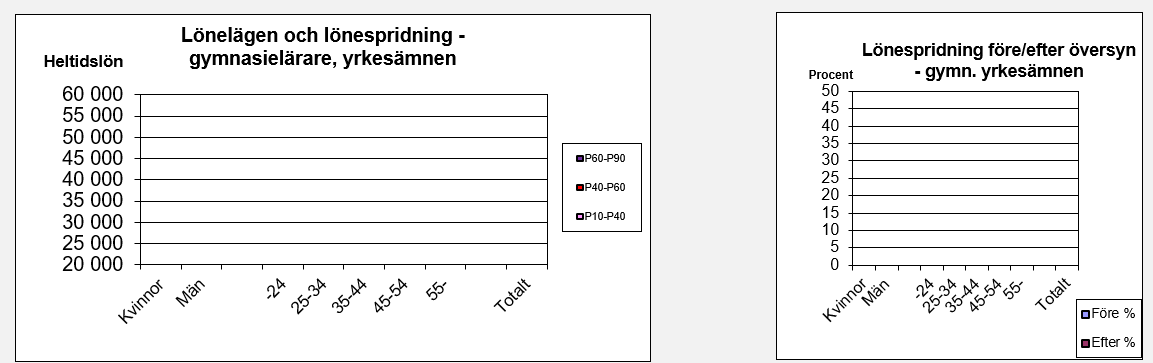 Lönelägen och lönespridning -
gymnasielärare, yrkesämnen
Heltidslön
60 000
55 000
50 000
45 000
40 000
35 000
30 000
25 000
20 000
Kvinnor
Män
-24
25-34
35-44
45-54
55-
Totalt
P60-P90
P40-P60
P10-P40
Lönespridning före/efter översyn
- gymn. yrkesämnen
Procent
50
45
40
35
30
25
20
15
10
5
0
Kvinnor
Män
-24
25-34
35-44
45-54
55-
Totalt
Före %
Efter %